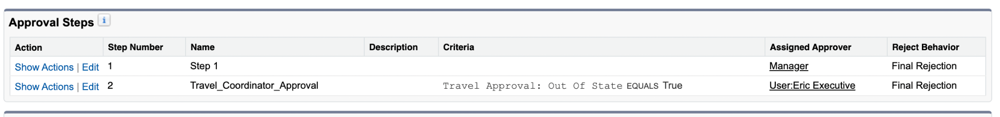 Approval Steps i
Action Step Number Name Description Criteria Assigned Approver Reject Behavior
Show Actions | Edit 1 Step 1 Manager Final Rejection
Show Actions | Edit 2 Travel_Coordinator_Approval Travel Approval: Out Of State EQUALS True User:Eric Executive Final Rejection